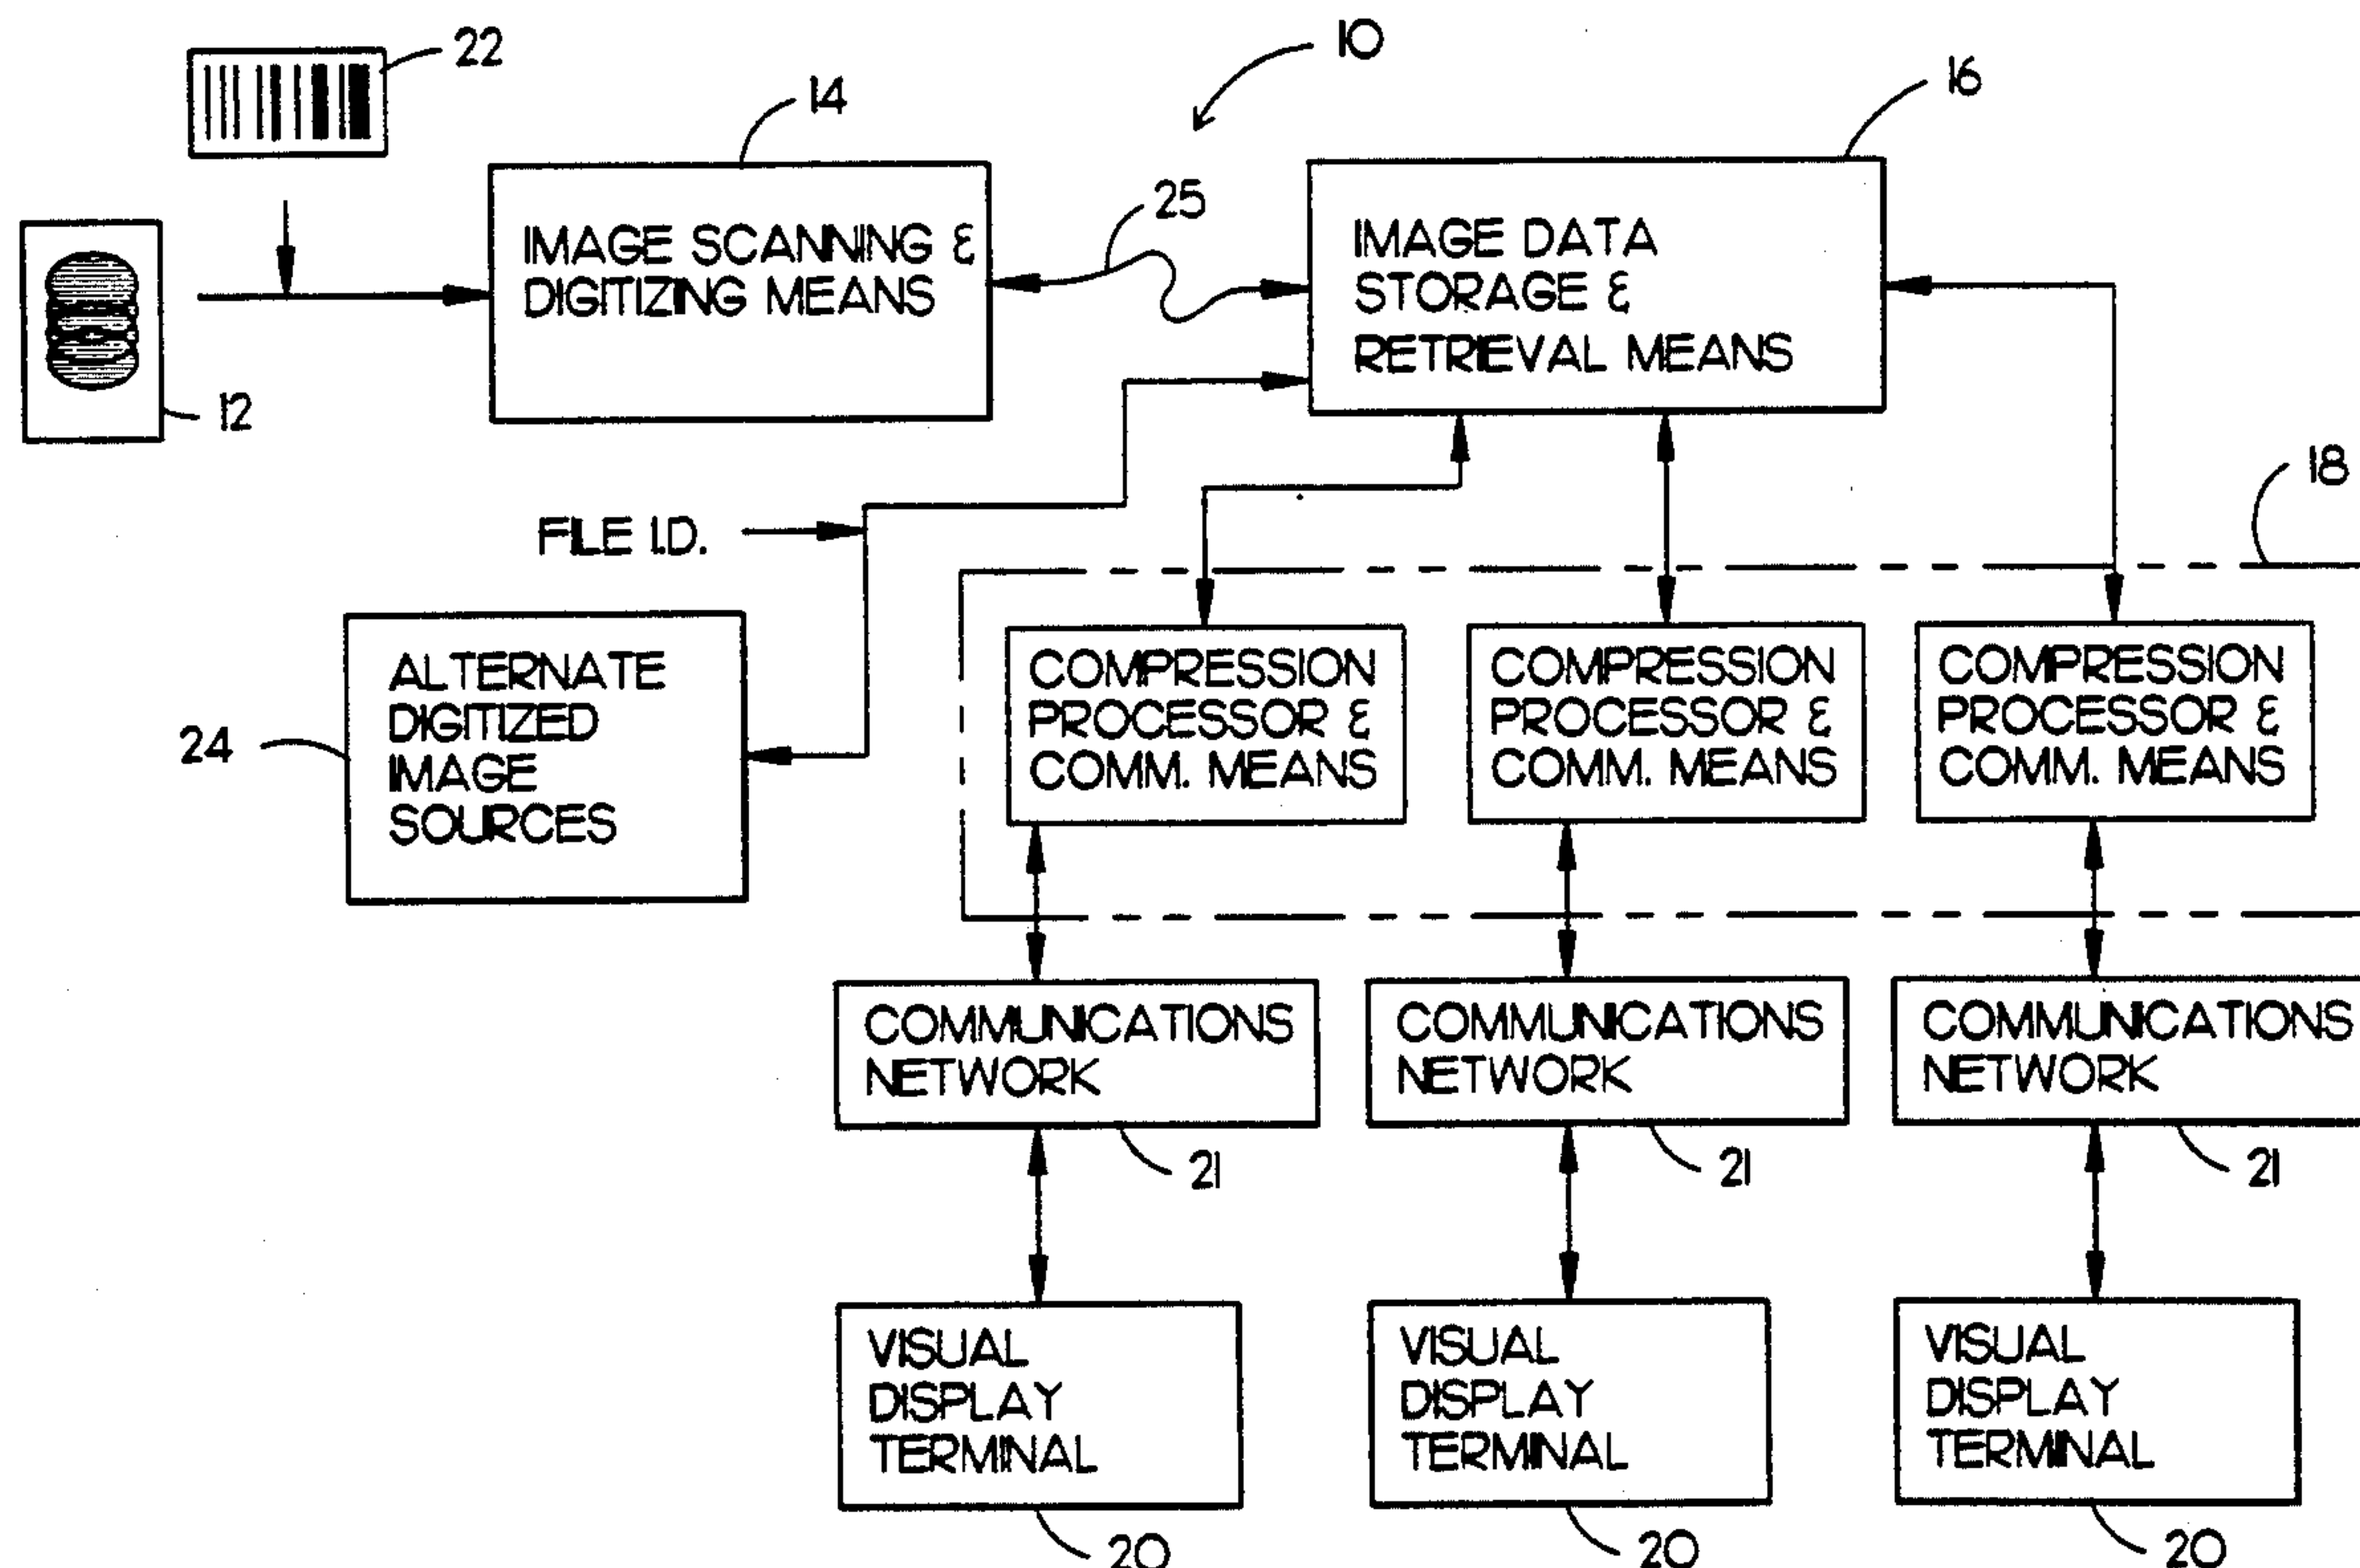 22
10
14
16
25
IMAGE SCANNING &
DIGITIZING MEANS
IMAGE DATA
STORAGE &
RETRIEVAL MEANS
12
18
FILE I.D.
ALTERNATE
DIGITIZED
IMAGE
SOURCES
24
COMPRESSION
PROCESSOR &
COMM. MEANS
COMPRESSION
PROCESSOR &
COMM. MEANS
COMPRESSION
PROCESSOR &
COMM. MEANS
COMMUNICATIONS
NETWORK
COMMUNICATIONS
NETWORK
COMMUNICATIONS
NETWORK
21
21
21
VISUAL
DISPLAY
TERMINAL
VISUAL
DISPLAY
TERMINAL
VISUAL
DISPLAY
TERMINAL
20
20
20